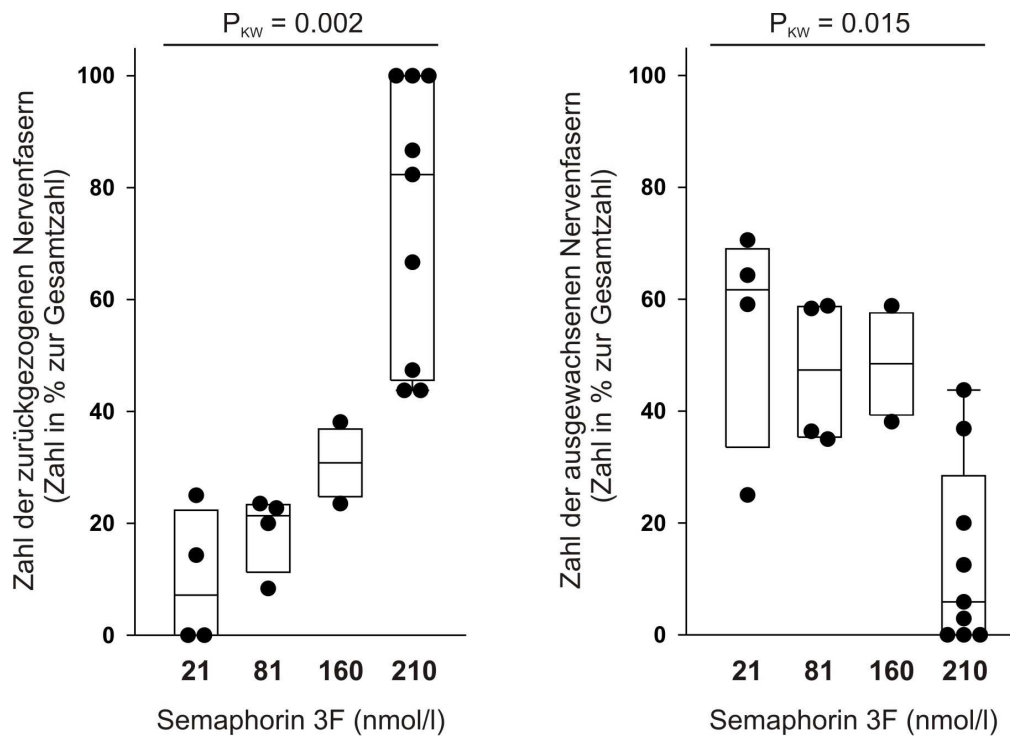 P_KW = 0.002
Zahl der zurückgezogenen Nervenfasern
(Zahl in % zur Gesamtzahl)
100
80
60
40
20
0
21 81 160 210
Semaphorin 3F (nmol/l)
P_KW = 0.015
Zahl der ausgewachsenen Nervenfasern
(Zahl in % zur Gesamtzahl)
100
80
60
40
20
0
21 81 160 210
Semaphorin 3F (nmol/l)